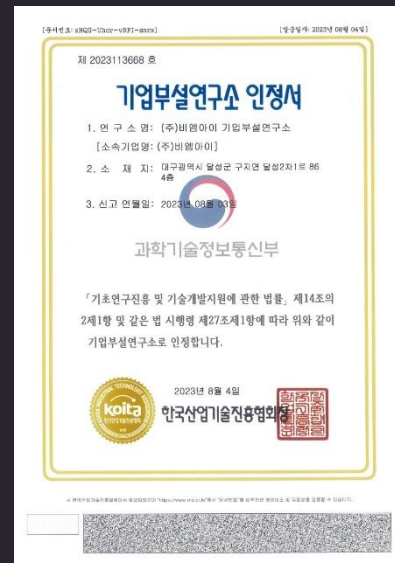 제 2023113668 호
기업부설연구소 인정서
1. 연 구 소 명: (주)비엠아이 기업부설연구소
[소속기업명: (주)비엠아이]
2. 소 재 지: 대구광역시 달성군 구지면 달성2차1로 86
4층
3. 신고 연월일: 2023년 08월 03일
과학기술정보통신부
「기초연구진흥 및 기술개발지원에 관한 법률」 제14조의
2제1항 및 같은 법 시행령 제27조제1항에 따라 위와 같이
기업부설연구소로 인정합니다.
2023년 8월 4일
koita
한국산업기술진흥협회장